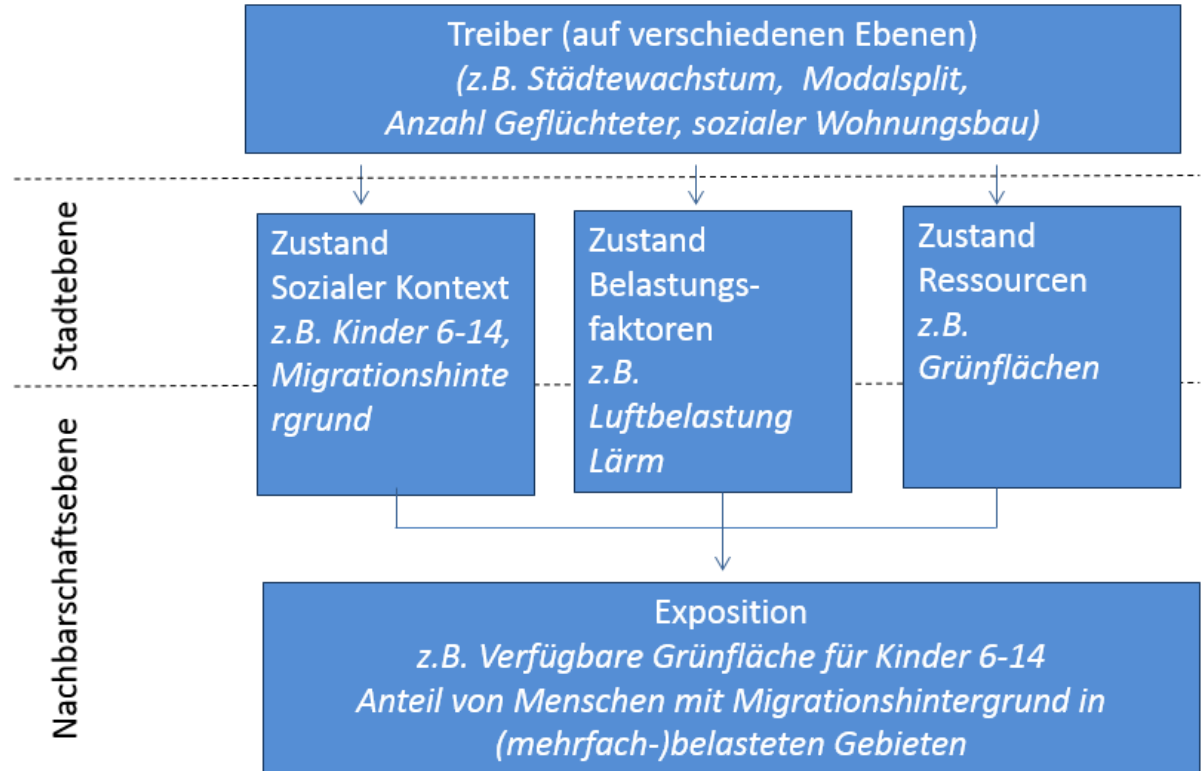 Treiber (auf verschiedenen Ebenen)
(z.B. Städtewachstum, Modalsplit,
Anzahl Geflüchteter, sozialer Wohnungsbau)
Stadtebene
Zustand
Sozialer Kontext
z.B. Kinder 6-14,
Migrationshinte
rgrund
Zustand
Belastungs-
faktoren
z.B.
Luftbelastung
Lärm
Zustand
Ressourcen
z.B.
Grünflächen
Nachbarschaftsebene
Exposition
z.B. Verfügbare Grünfläche für Kinder 6-14
Anteil von Menschen mit Migrationshintergrund in
(mehrfach-)belasteten Gebieten